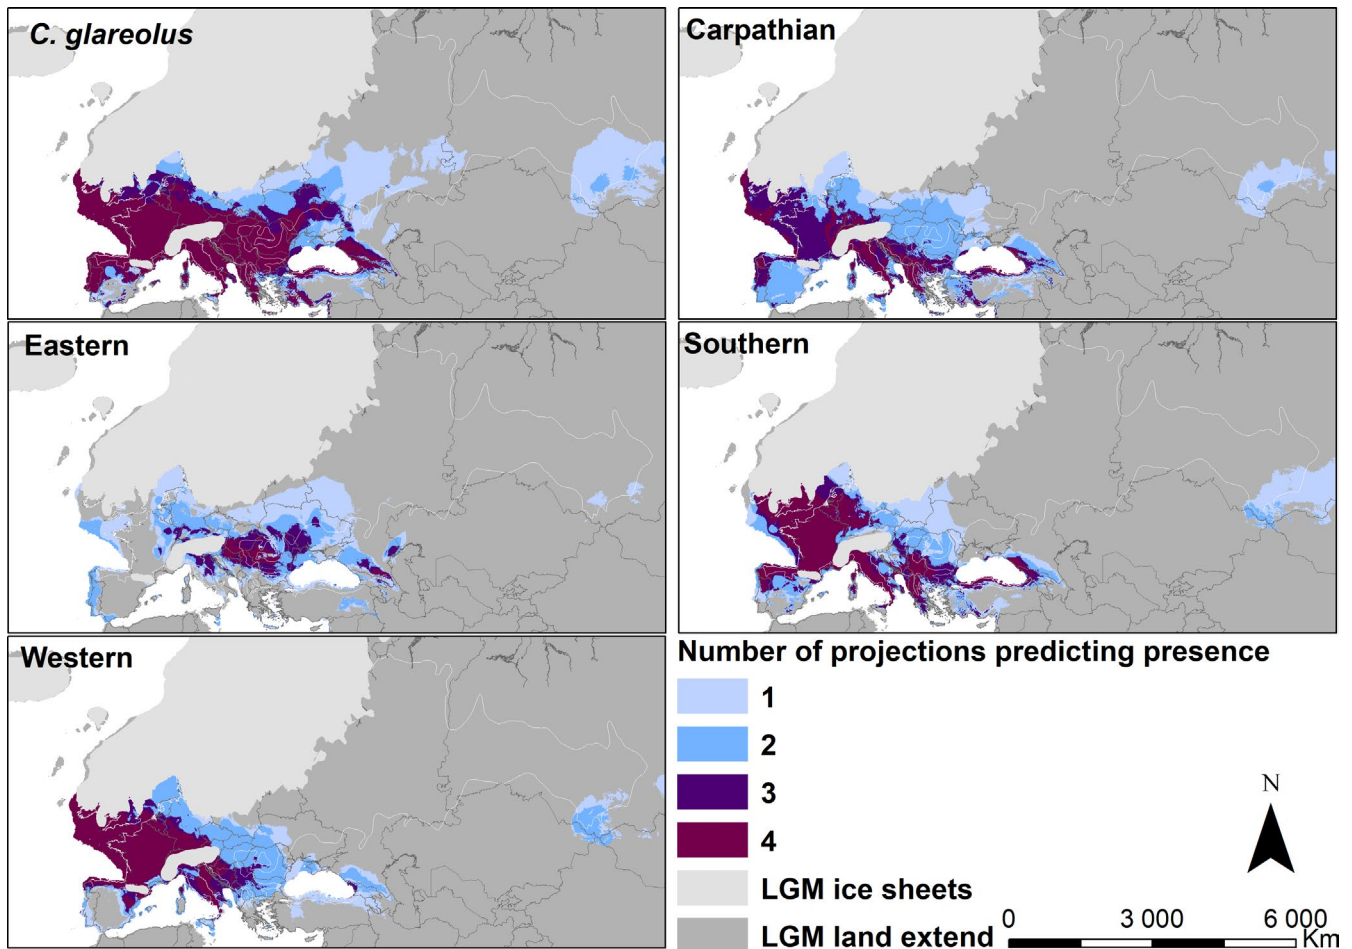 C. glareolus
Carpathian
Eastern
Southern
Western
Number of projections predicting presence
1
2
3
4
LGM ice sheets
LGM land extend
N
0 3 000 6 000
Km